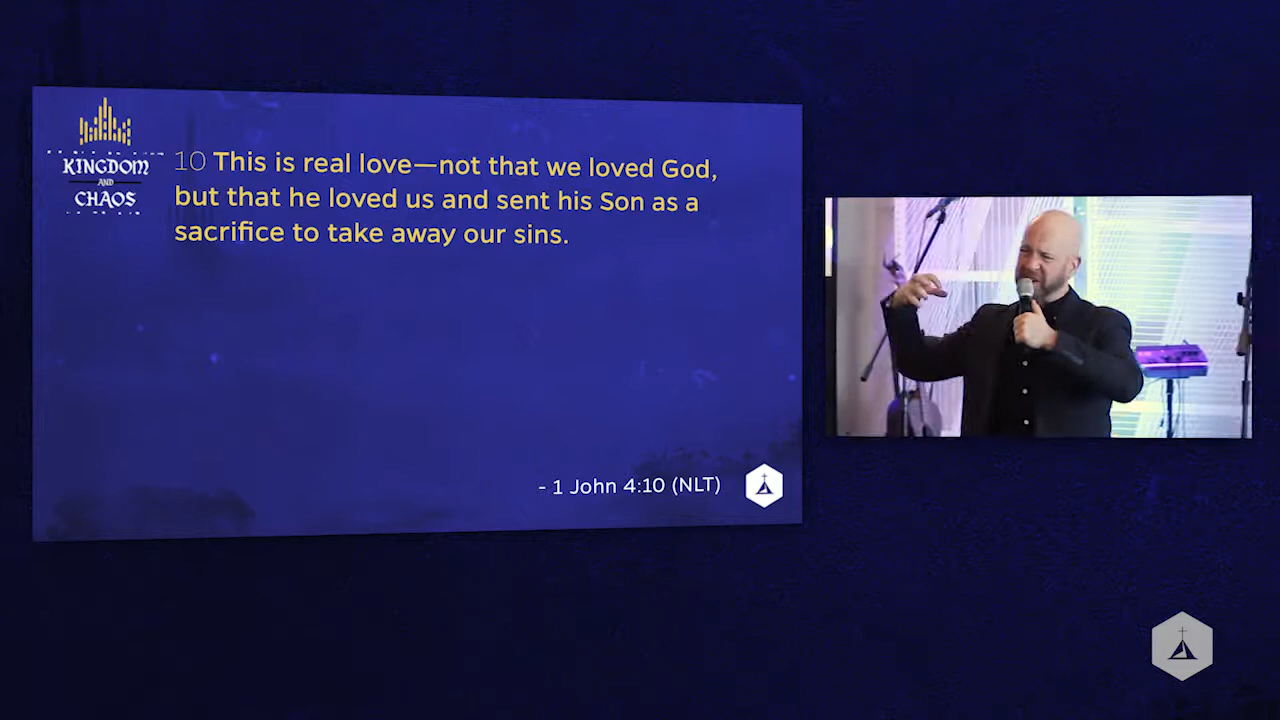 KINGDOM
AND
CHAOS
10 This is real love—not that we loved God,
but that he loved us and sent his Son as a
sacrifice to take away our sins.
- 1 John 4:10 (NLT)